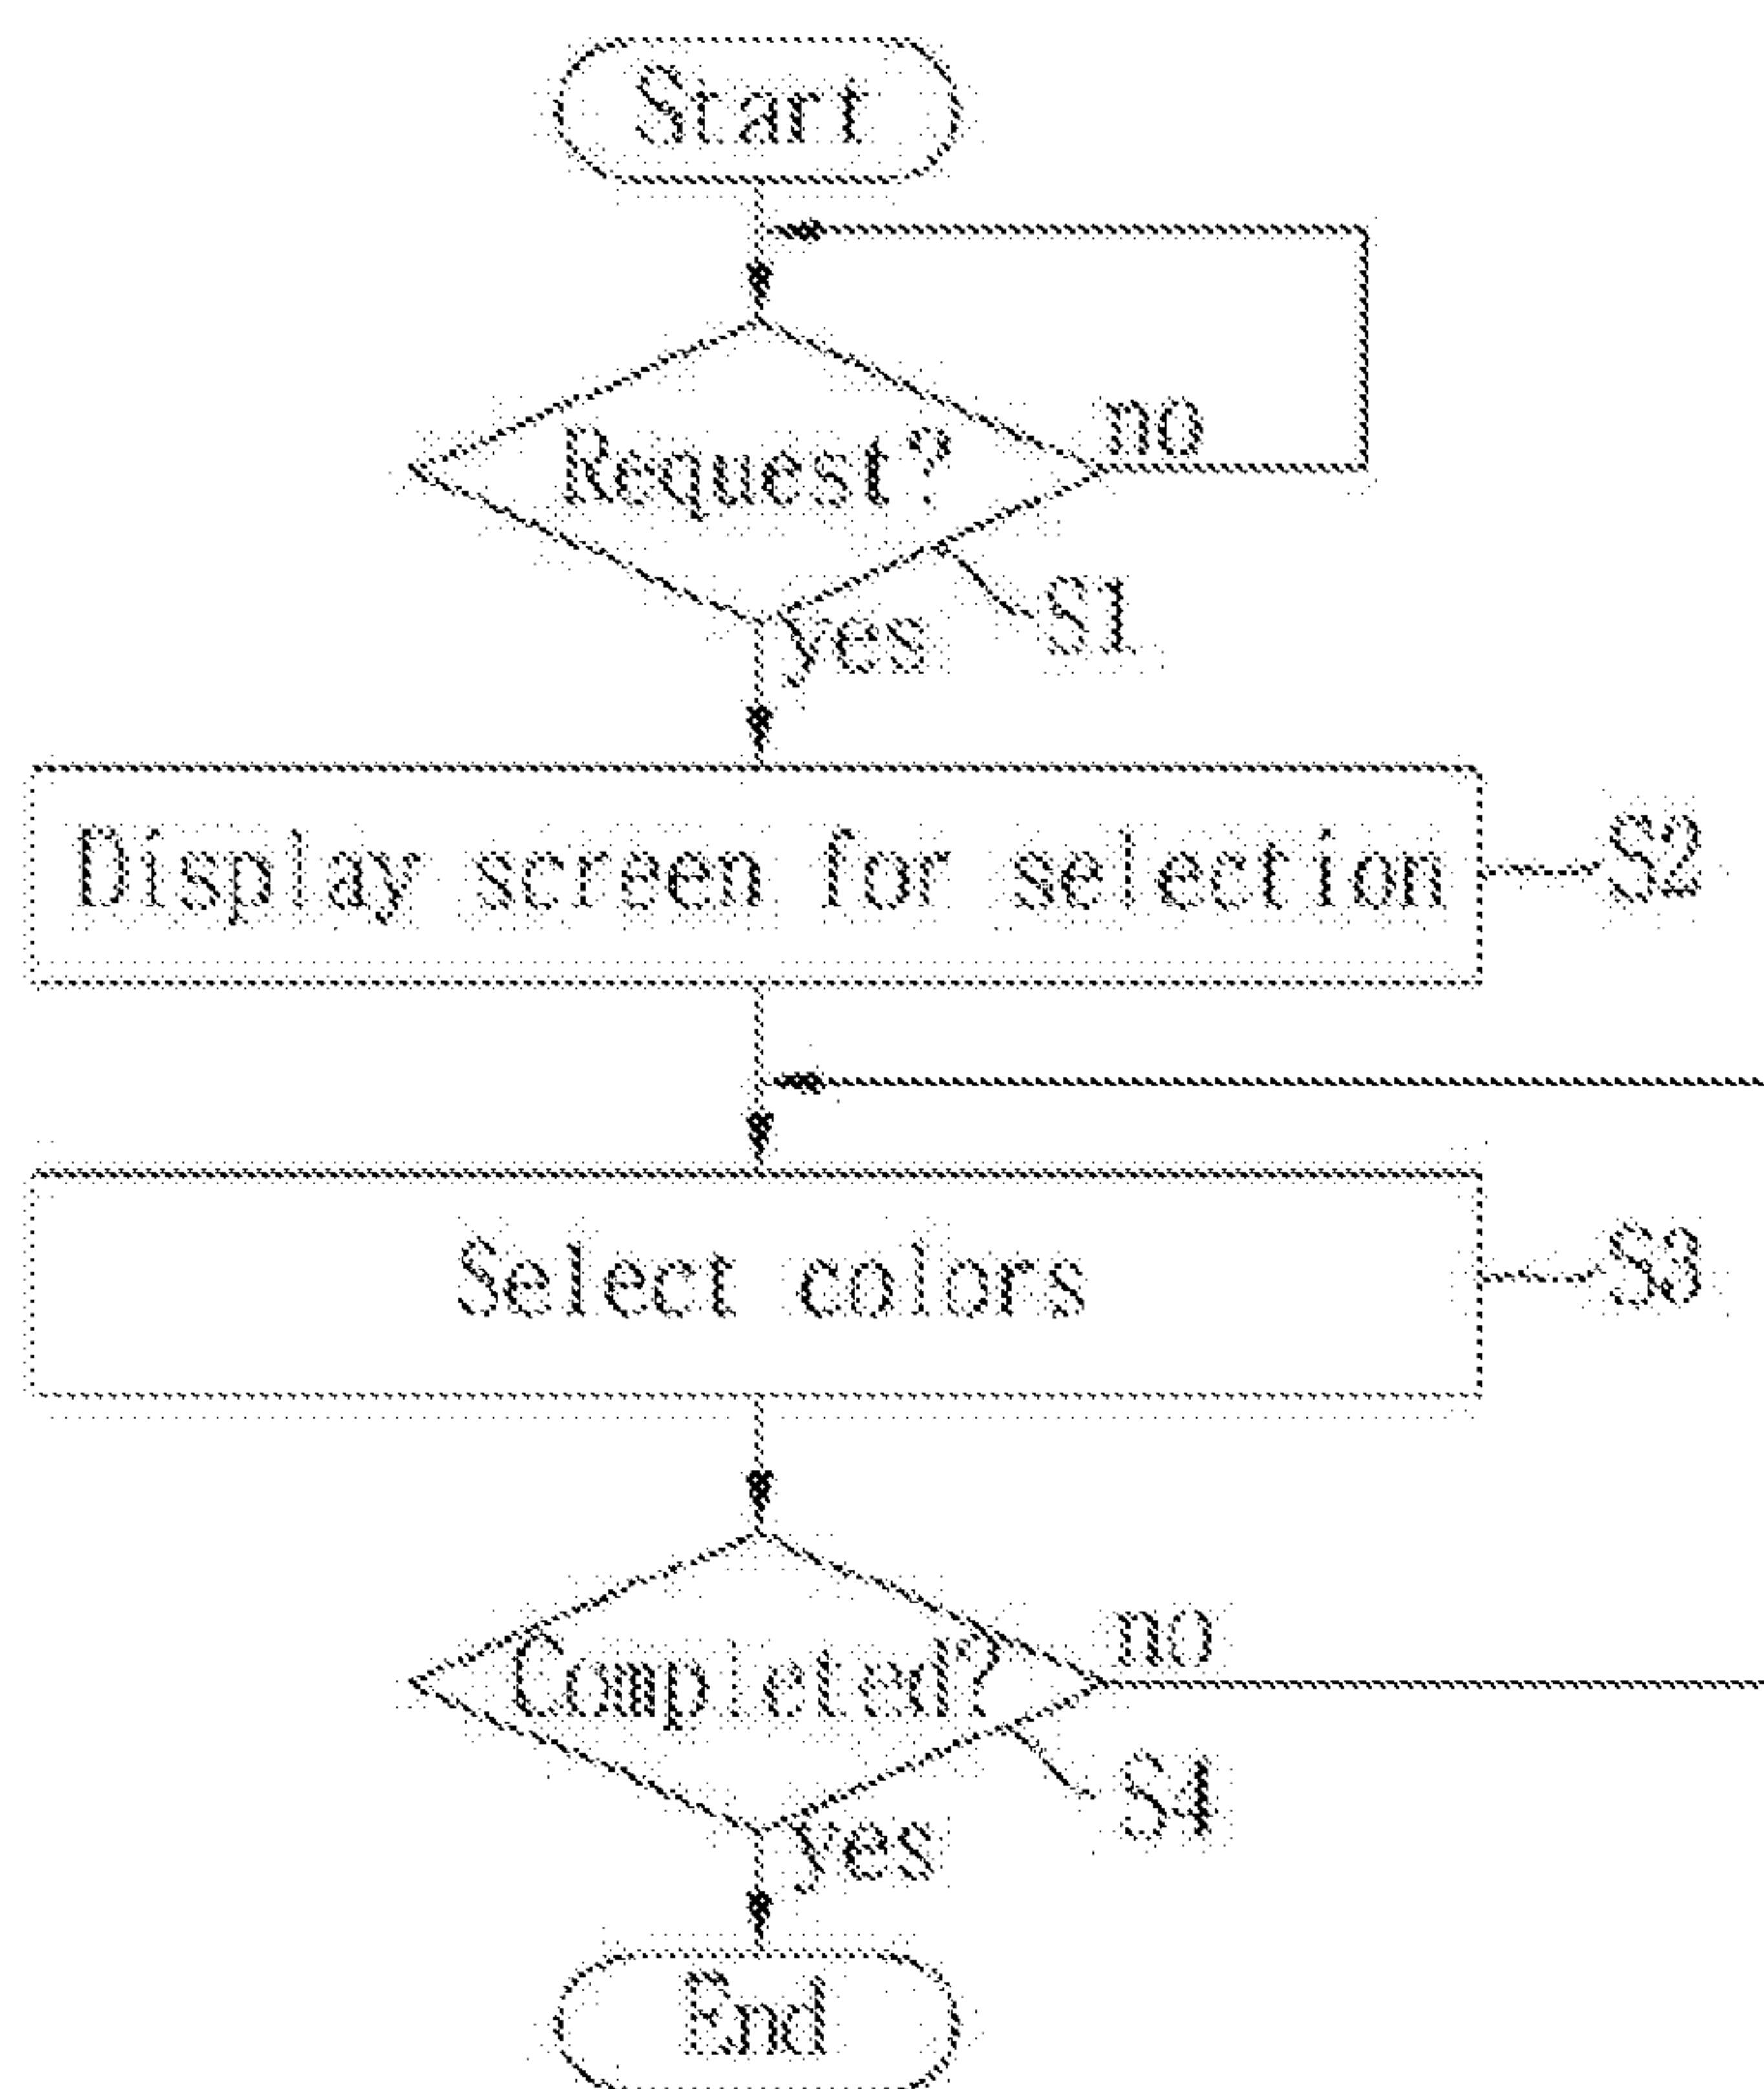 Start
no
Request?
S1
yes
Display screen for selection
S2
Select colors
S3
no
Completed?
S4
yes
End